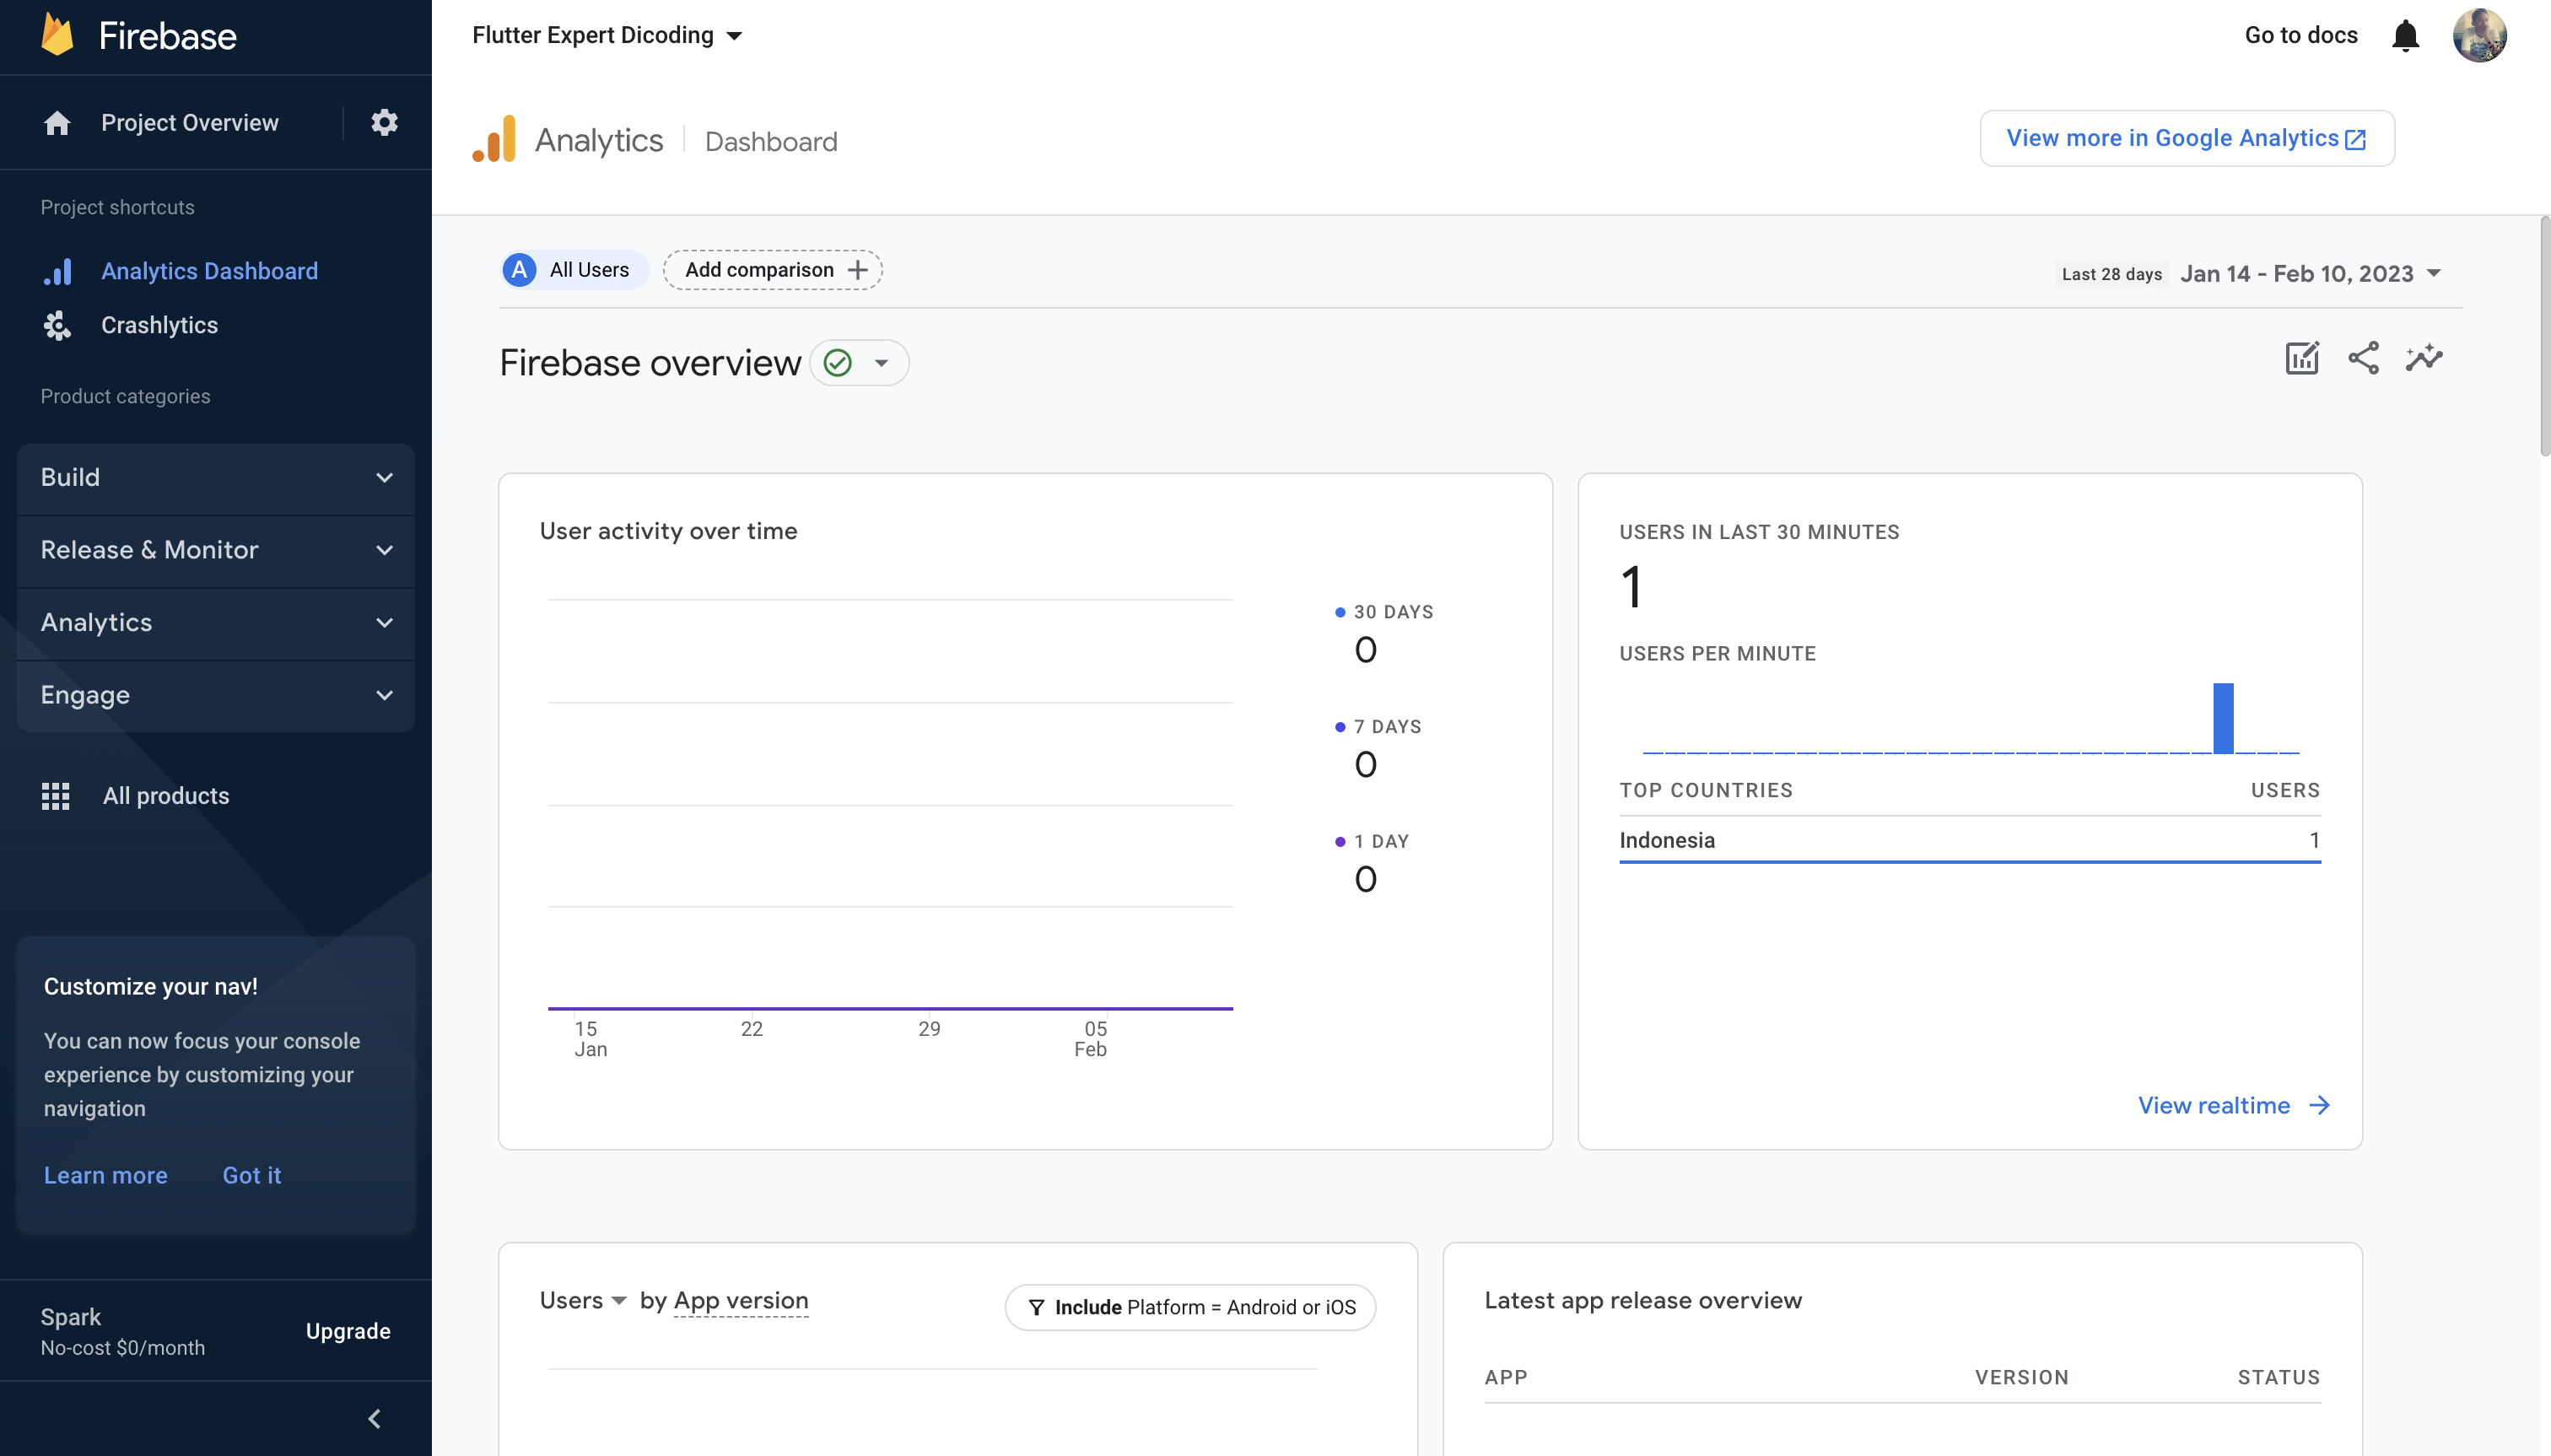 Firebase
Project Overview
Project shortcuts
Analytics Dashboard
Crashlytics
Product categories
Build
Release & Monitor
Analytics
Engage
All products
Customize your nav!
You can now focus your console
experience by customizing your
navigation
Learn more Got it
Spark
No-cost $0/month
Upgrade
Flutter Expert Dicoding
Go to docs
Analytics Dashboard
View more in Google Analytics
A All Users
Add comparison
Last 28 days Jan 14 - Feb 10, 2023
Firebase overview
User activity over time
30 DAYS
0
7 DAYS
0
1 DAY
0
15 22 29 05
Jan Feb
USERS IN LAST 30 MINUTES
1
USERS PER MINUTE
TOP COUNTRIES USERS
Indonesia 1
View realtime
Users by App version
Include Platform = Android or iOS
Latest app release overview
APP VERSION STATUS